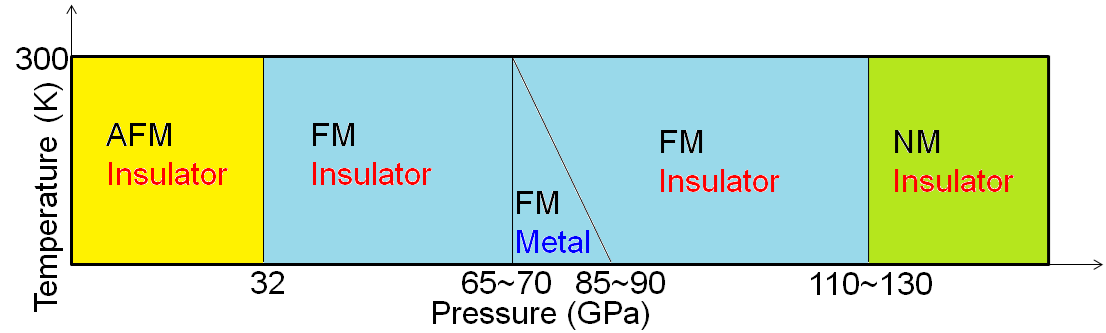 300
Temperature (K)
AFM
Insulator
FM
Insulator
FM
Metal
FM
Insulator
NM
Insulator
32
65~70
85~90
110~130
Pressure (GPa)